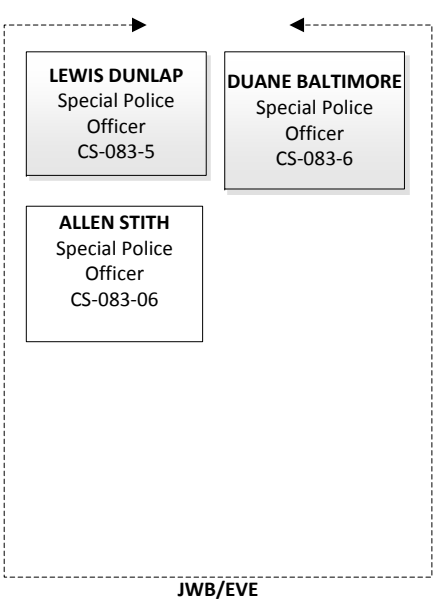 LEWIS DUNLAP
Special Police
Officer
CS-083-5
DUANE BALTIMORE
Special Police
Officer
CS-083-6
ALLEN STITH
Special Police
Officer
CS-083-06
JWB/EVE